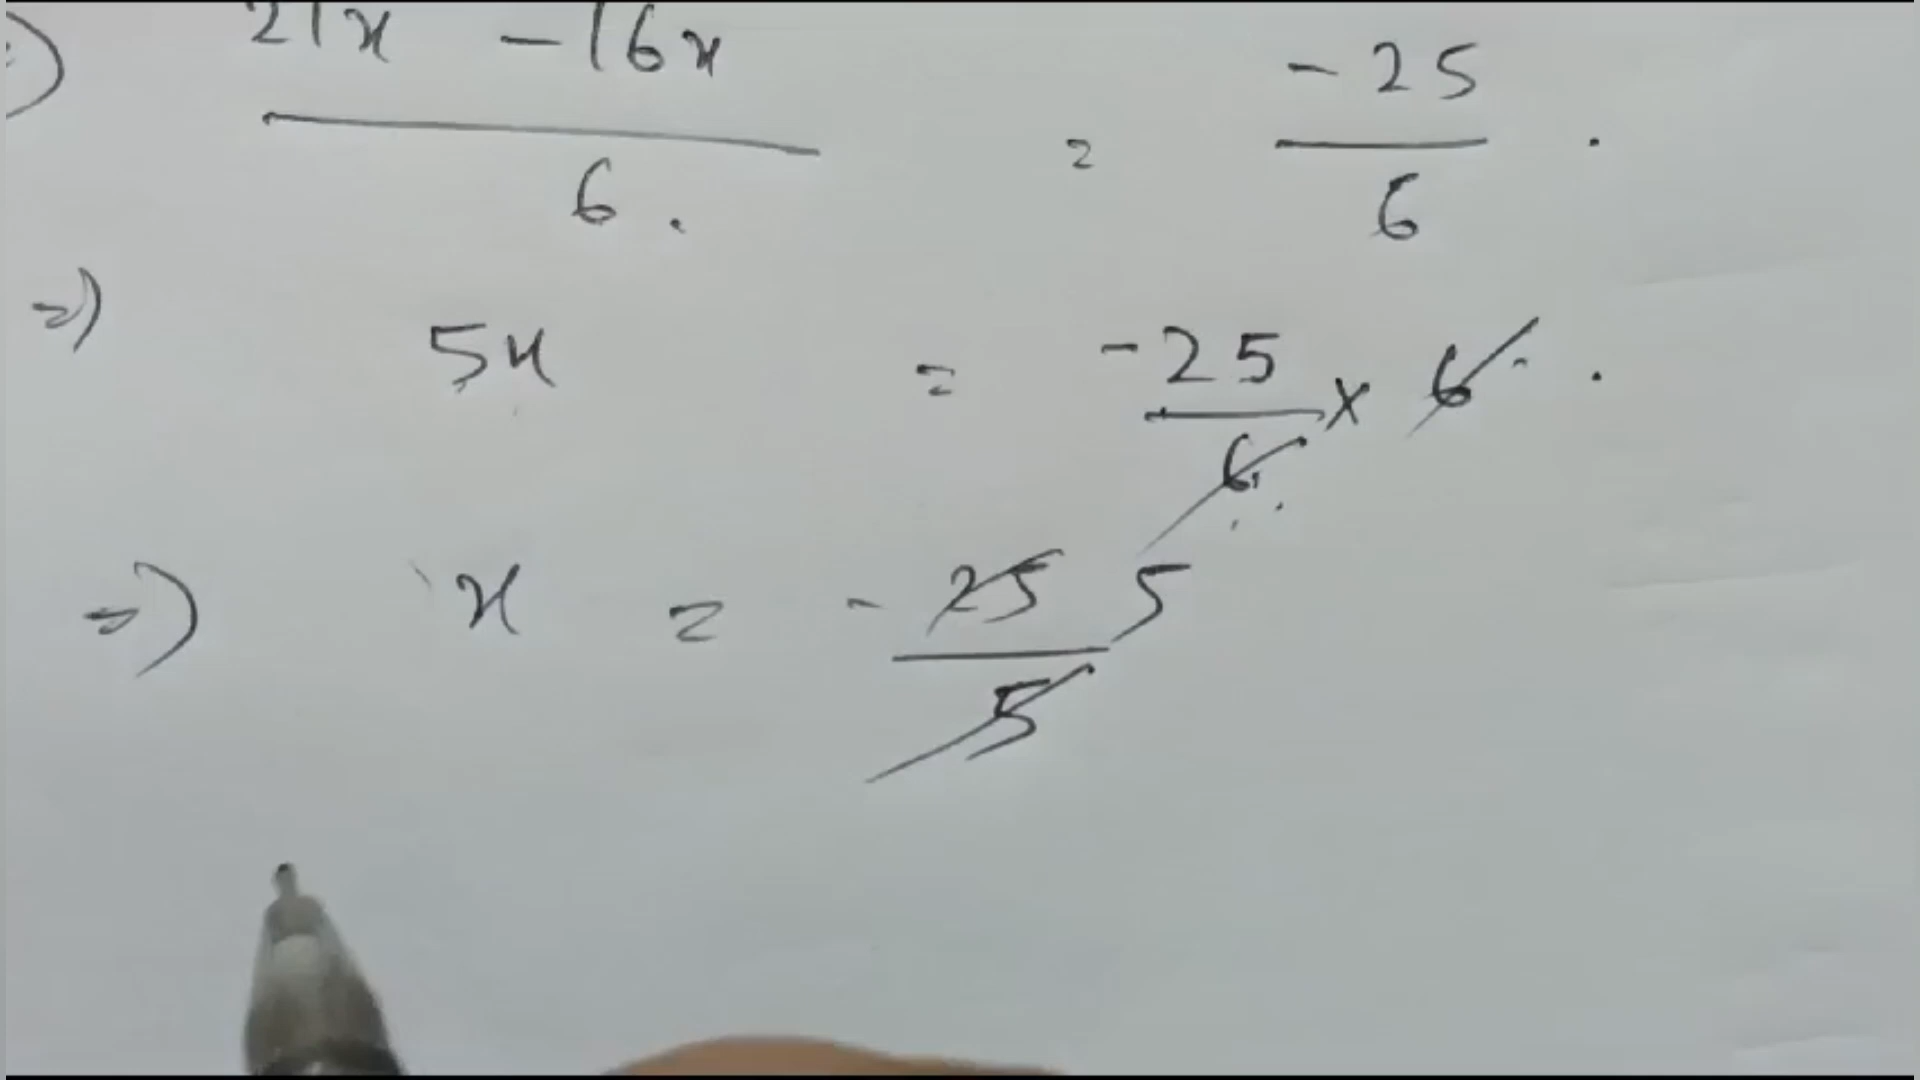 ) 21x - 16x / 6 . = -25 / 6 .
=) 5x = -25 / 6 x 6 .
=) x = - 25 5 / 5